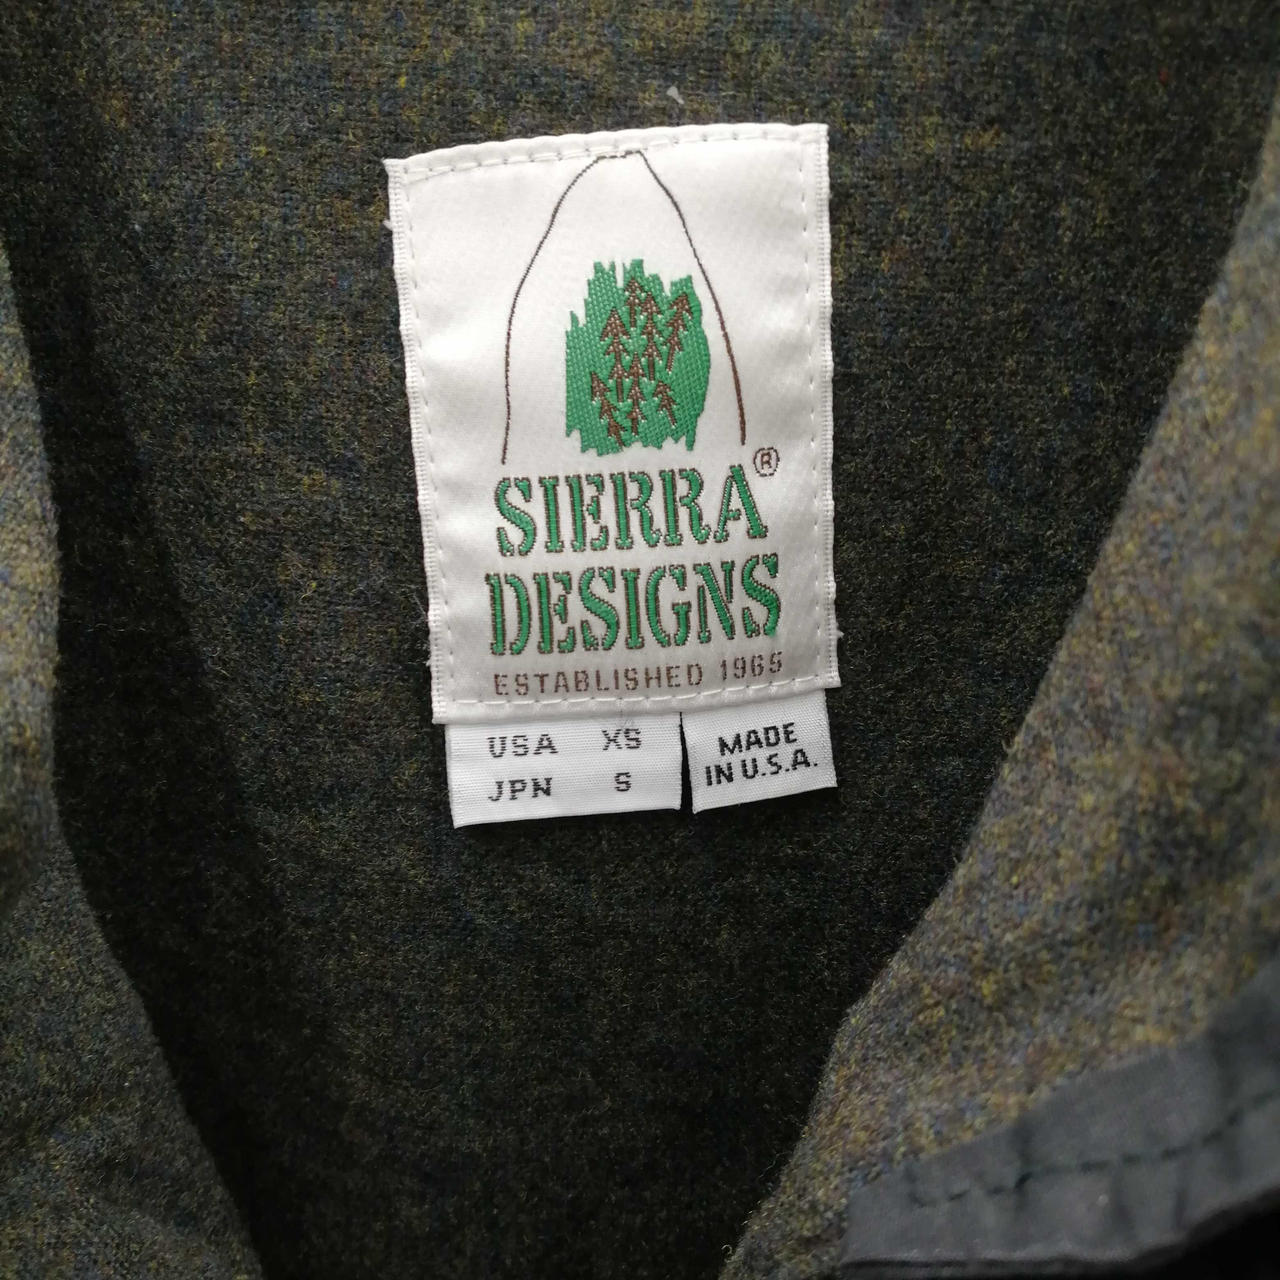 SIERRA®
DESIGNS
ESTABLISHED 1965
USA XS
JPN S
MADE
IN U.S.A.